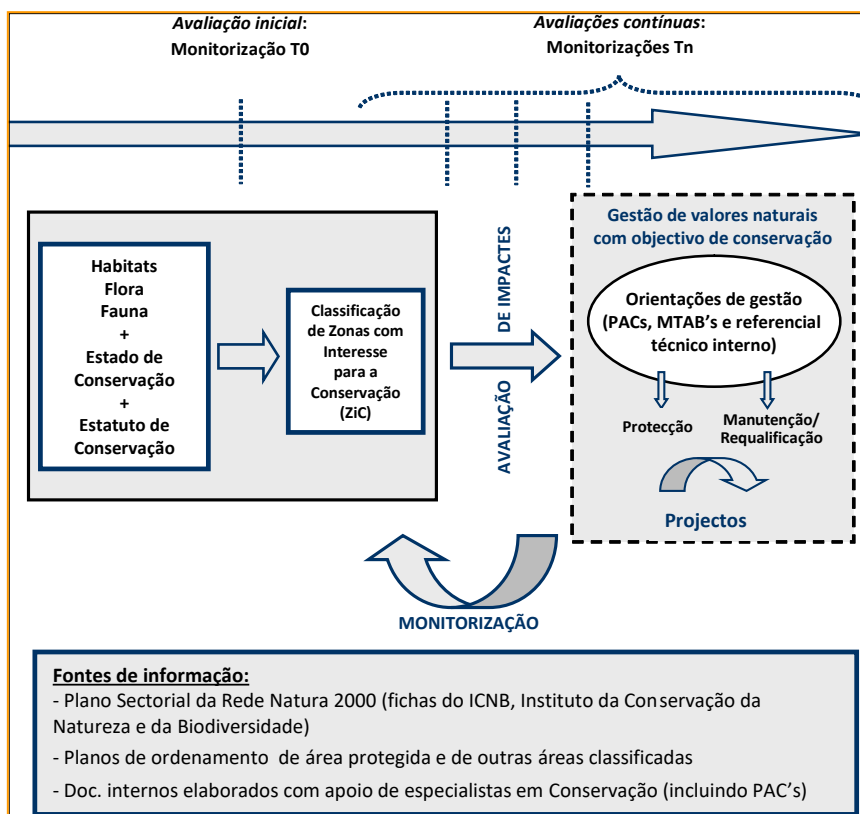 Avaliação inicial:
Monitorização T0
Avaliações contínuas:
Monitorizações Tn
Habitats
Flora
Fauna
+
Estado de
Conservação
+
Estatuto de
Conservação
Classificação
de Zonas com
Interesse
para a
Conservação
(ZiC)
AVALIAÇÃO DE IMPACTES
Gestão de valores naturais
com objectivo de conservação
Orientações de gestão
(PACs, MTAB's e referencial
técnico interno)
Protecção
Manutenção/
Requalificação
Projectos
MONITORIZAÇÃO
Fontes de informação:
- Plano Sectorial da Rede Natura 2000 (fichas do ICNB, Instituto da Conservação da
Natureza e da Biodiversidade)
- Planos de ordenamento de área protegida e de outras áreas classificadas
- Doc. internos elaborados com apoio de especialistas em Conservação (incluindo PAC's)